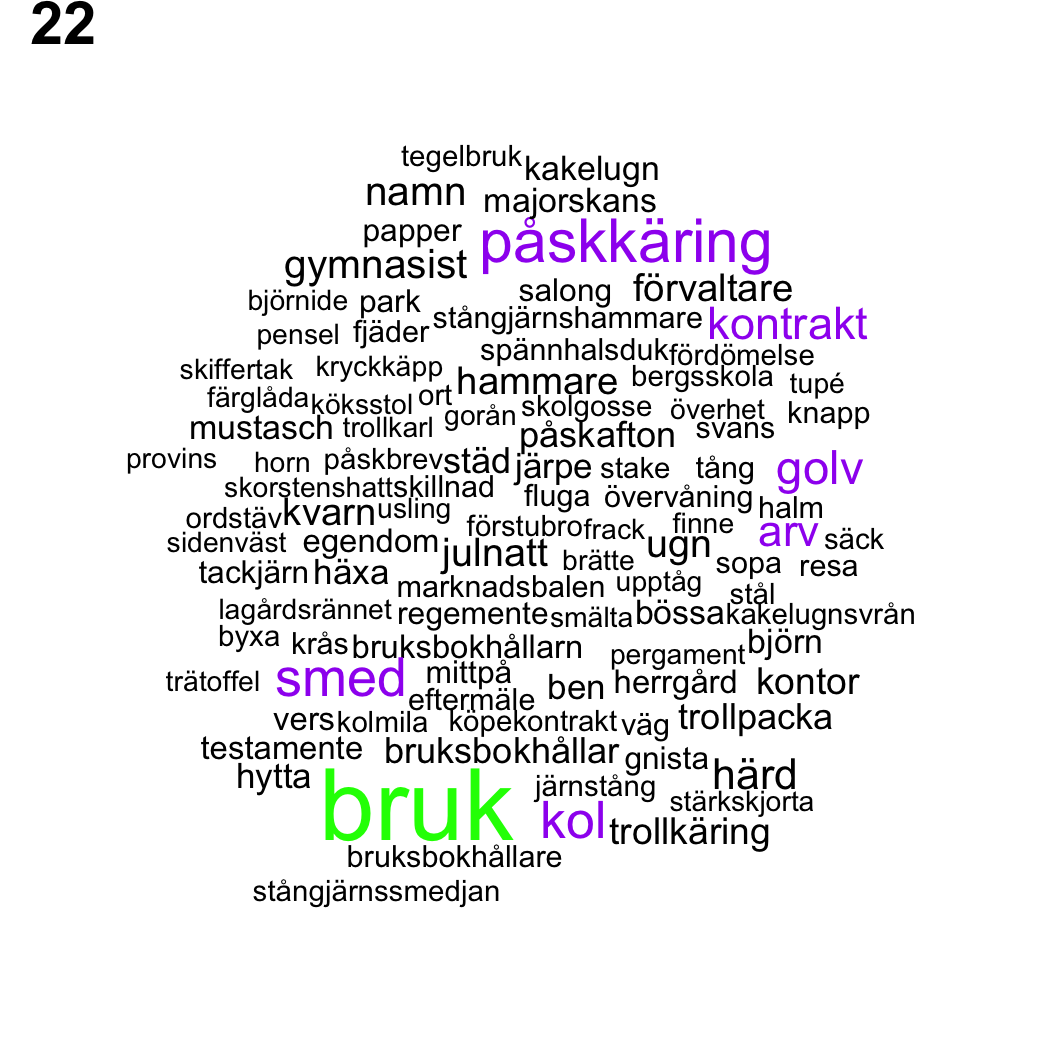 22
tegelbruk kakelugn
namn majorskans
papper påskkäring
gymnasist
salong förvaltare
björnide park stångjärnshammare kontrakt
pensel fjäder
spännhalsduk fördömelse
skiffertak kryckkäpp hammare bergsskola tupé
färglåda köksstol ort gorån skolgosse överhet knapp
mustasch trollkarl påskafton svans
provins horn påskbrev städ järpe stake tång golv
skorstenshatt skillnad fluga övervåning halm
ordstäv kvarn usling förstubro frack finne arv säck
sidenväst egendom julnatt brätte ugn sopa resa
tackjärn häxa marknadsbalen upptåg stål
lagårdsrännet regemente smälta bössa kakelugnsvrån
byxa krås bruksbokhållarn pergament björn
trätoffel smed mittpå ben herrgård kontor
eftermäle
vers kolmila köpekontrakt väg trollpacka
testamente bruksbokhållar gnista härd
hytta bruk järnstång stärkskjorta
kol trollkäring
bruksbokhållare
stångjärnssmedjan